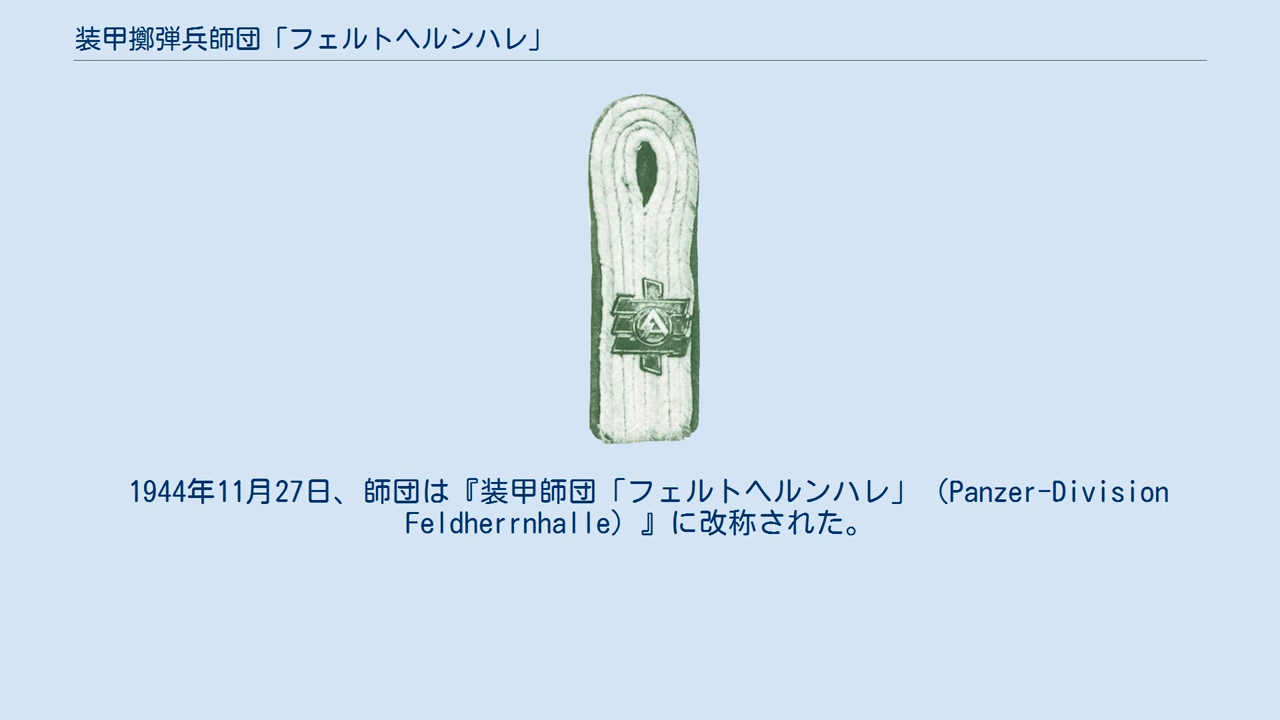 装甲擲弾兵師団「フェルトヘルンハレ」
1944年11月27日、師団は『装甲師団「フェルトヘルンハレ」（Panzer-Division
Feldherrnhalle）』に改称された。